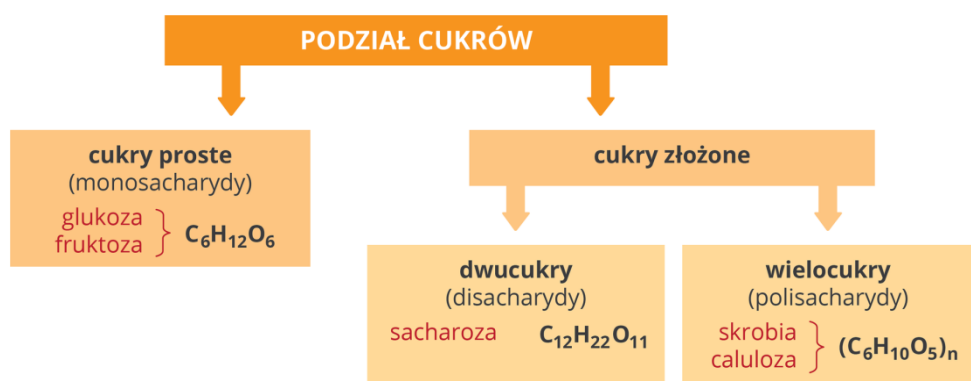 PODZIAŁ CUKRÓW
cukry proste
(monosacharydy)
glukoza
fruktoza
C₆H₁₂O₆
cukry złożone
dwucukry
(disacharydy)
sacharoza C₁₂H₂₂O₁₁
wielocukry
(polisacharydy)
skrobia
caluloza
(C₆H₁₀O₅)ₙ